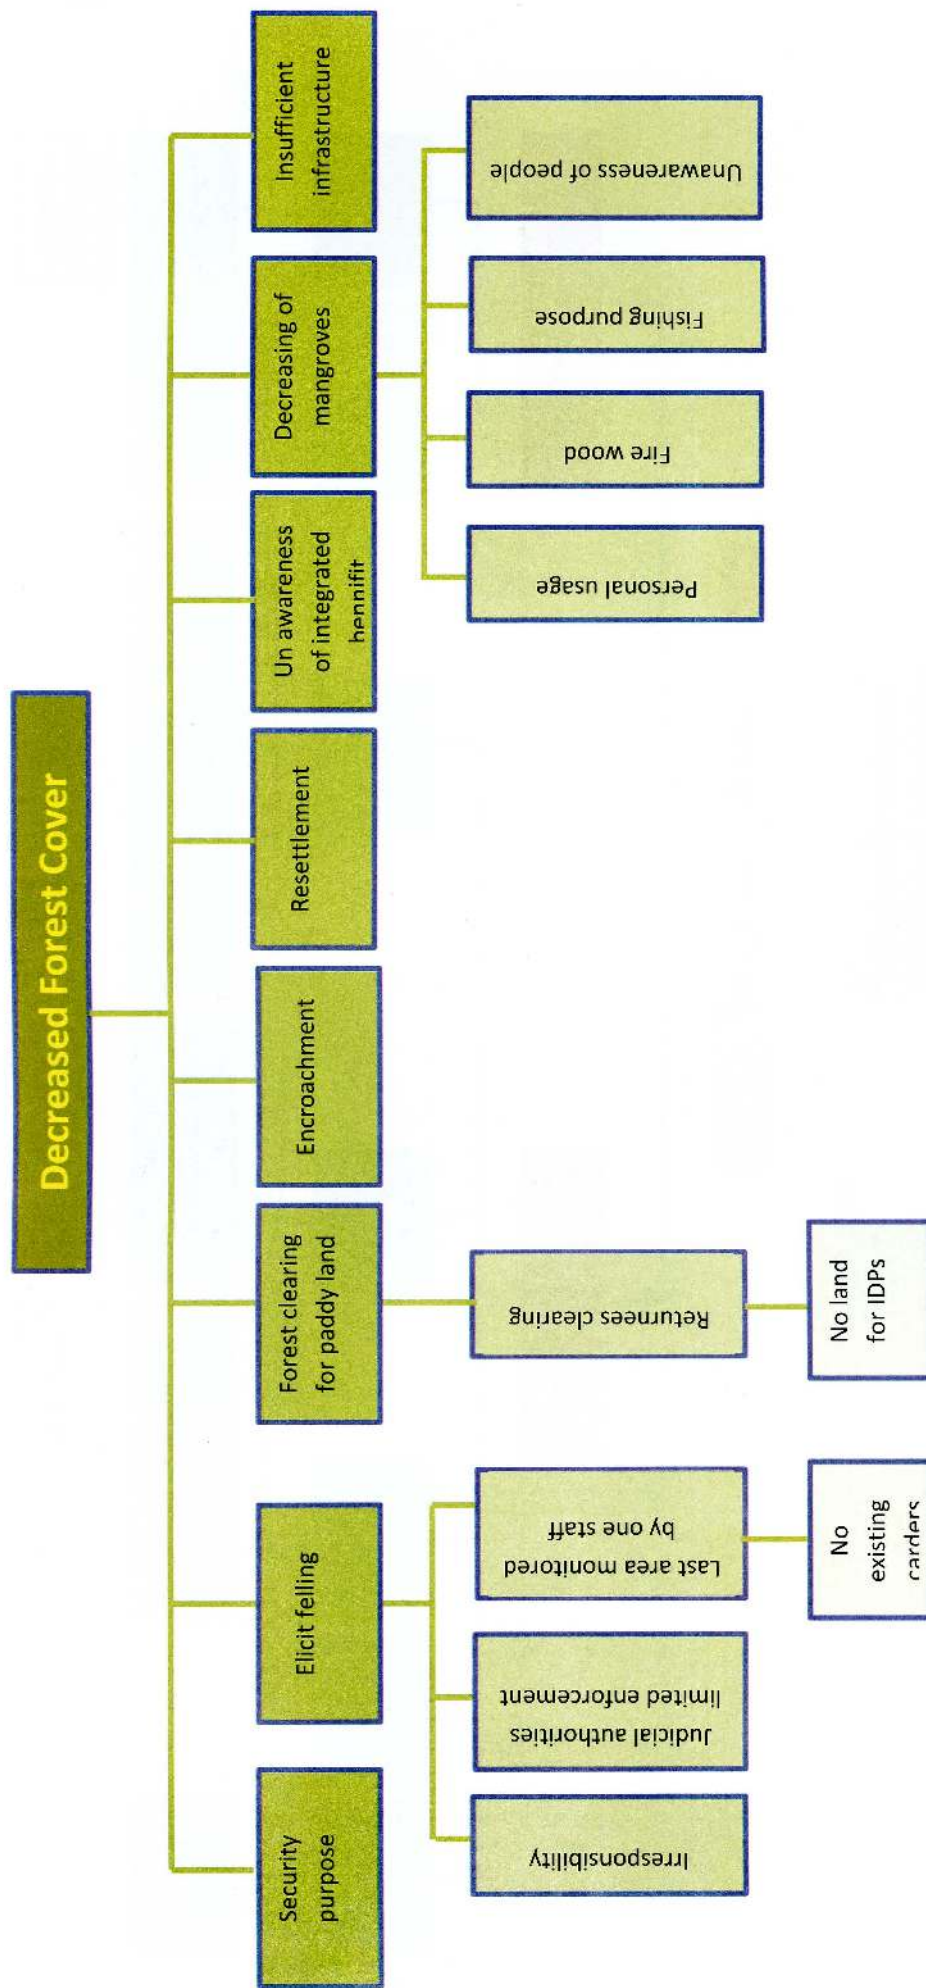 Decreased Forest Cover
Security
purpose
Elicit felling
Forest clearing
for paddy land
Encroachment
Resettlement
Un awareness
of integrated
bennifit
Decreasing of
mangroves
Insufficient
infrastructure
Irresponsibility
Judicial authorities
limited enforcement
Last area monitored
by one staff
Returnees clearing
Personal usage
Fire wood
Fishing purpose
Unawareness of people
No
existing
carders
No land
for IDPs